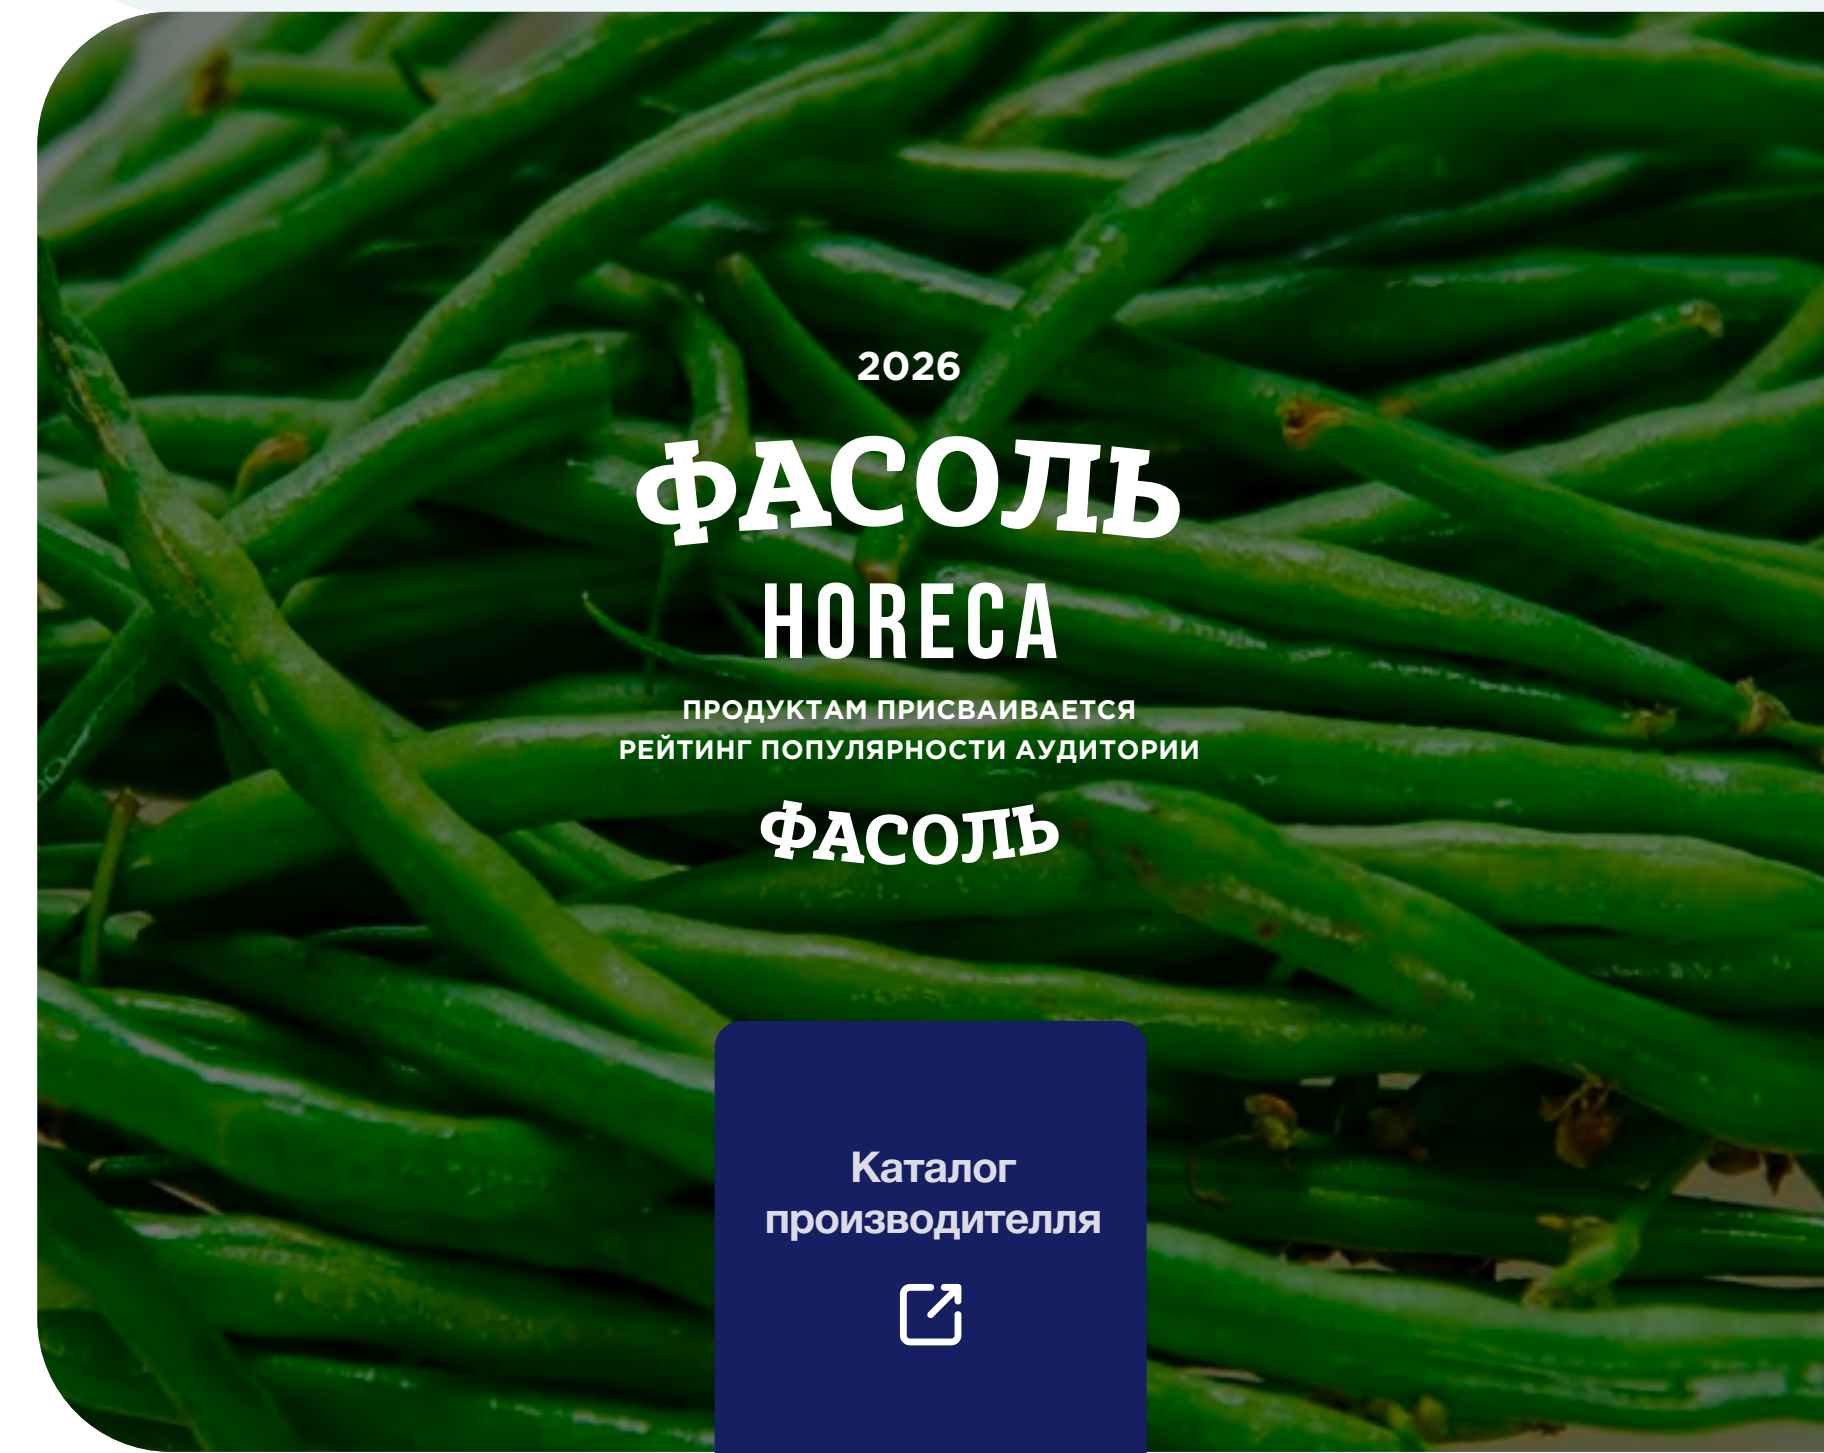 2026
ФАСОЛЬ
HORECA
ПРОДУКТАМ ПРИСВАИВАЕТСЯ
РЕЙТИНГ ПОПУЛЯРНОСТИ АУДИТОРИИ
ФАСОЛЬ
Каталог
производителля